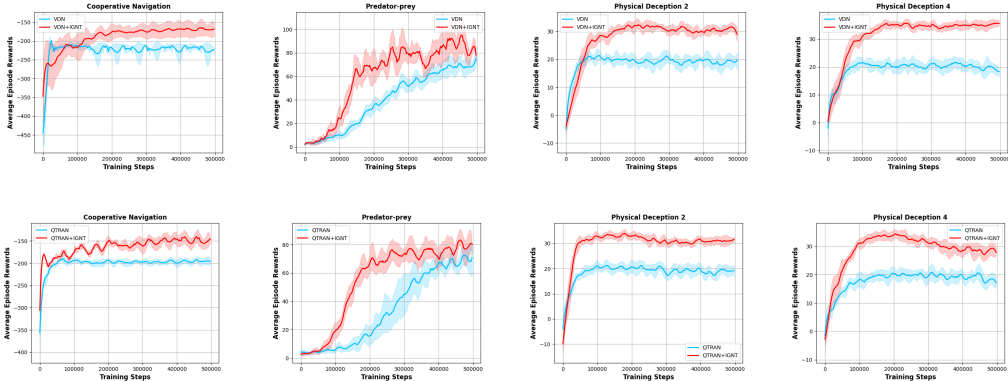 Cooperative Navigation
VDN
VDN+IGNT
Average Episode Rewards
−150
−200
−250
−300
−350
−400
−450
0 100000 200000 300000 400000 500000
Training Steps
Predator-prey
VDN
VDN+IGNT
Average Episode Rewards
100
80
60
40
20
0
0 100000 200000 300000 400000 500000
Training Steps
Physical Deception 2
VDN
VDN+IGNT
Average Episode Rewards
30
20
10
0
−10
0 100000 200000 300000 400000 500000
Training Steps
Physical Deception 4
VDN
VDN+IGNT
Average Episode Rewards
40
30
20
10
0
−10
0 100000 200000 300000 400000 500000
Training Steps
Cooperative Navigation
QTRAN
QTRAN+IGNT
Average Episode Rewards
−150
−200
−250
−300
−350
−400
0 100000 200000 300000 400000 500000
Training Steps
Predator-prey
QTRAN
QTRAN+IGNT
Average Episode Rewards
80
60
40
20
0
0 100000 200000 300000 400000 500000
Training Steps
Physical Deception 2
Average Episode Rewards
30
20
10
0
−10
QTRAN
QTRAN+IGNT
0 100000 200000 300000 400000 500000
Training Steps
Physical Deception 4
QTRAN
QTRAN+IGNT
Average Episode Rewards
30
20
10
0
−10
0 100000 200000 300000 400000 500000
Training Steps